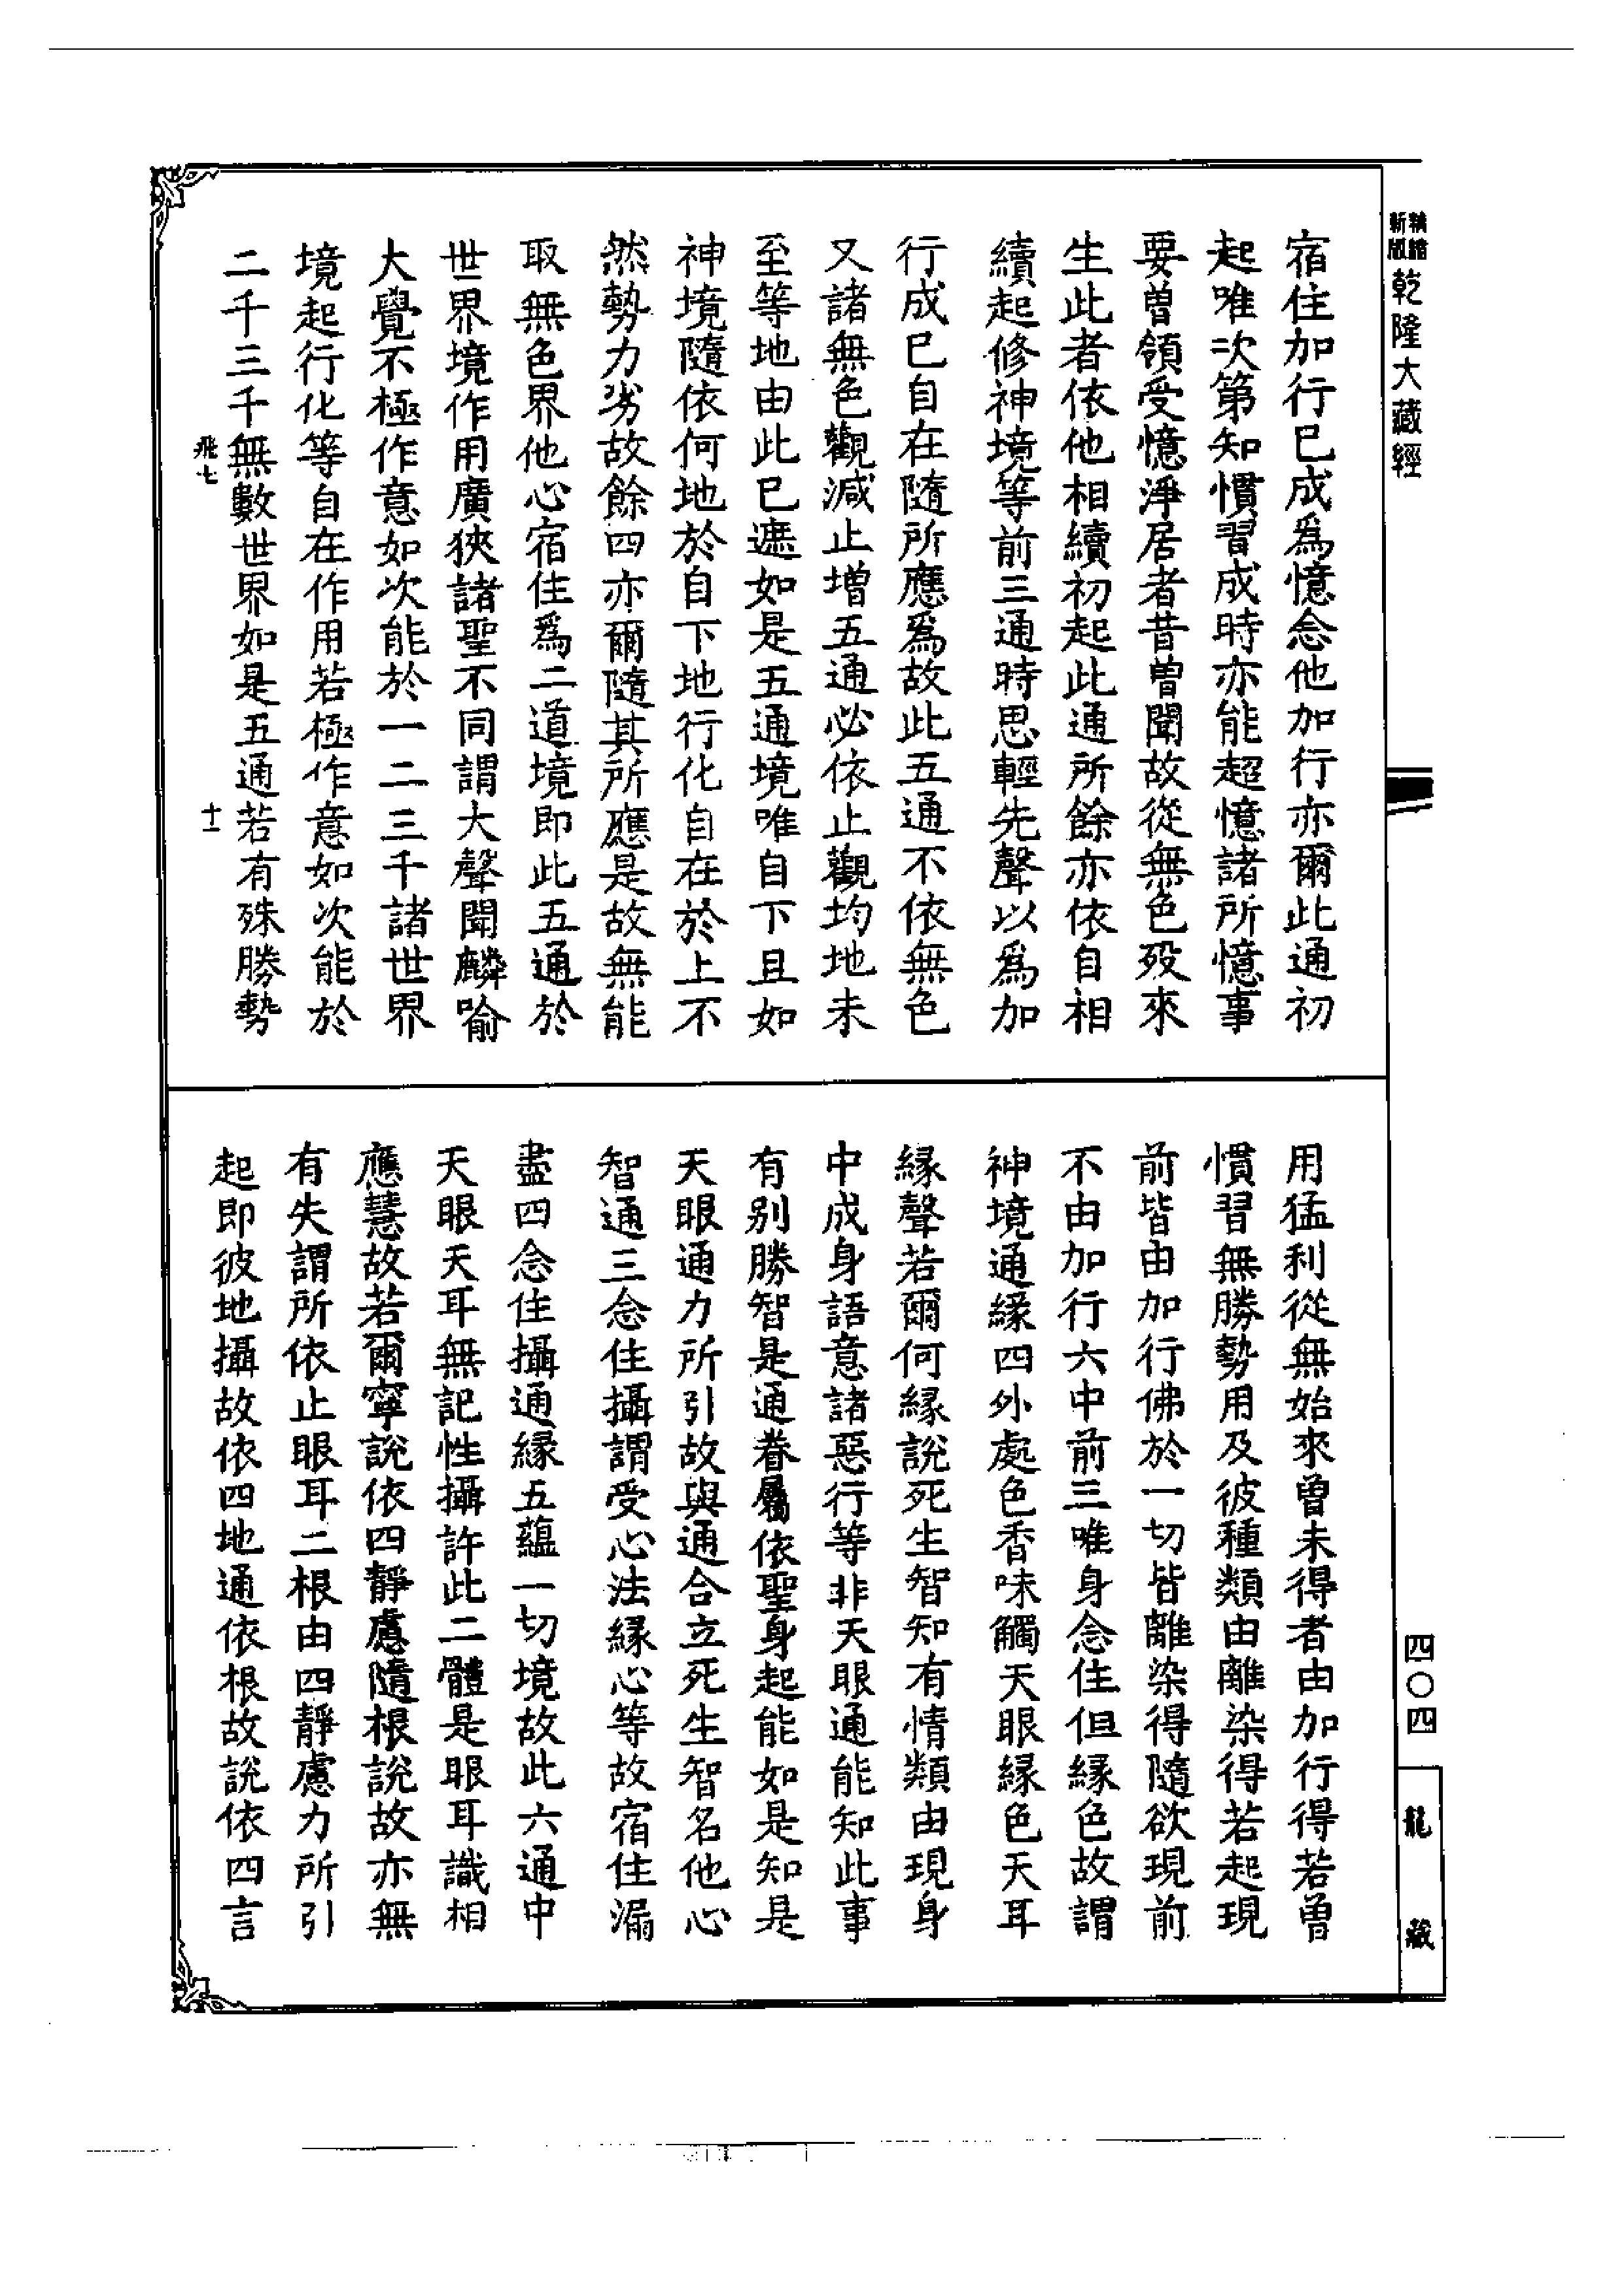 精縮新版乾隆大藏經
宿住加行已成爲憶念他加行亦爾此通初
起唯次第知慣習成時亦能超憶諸所憶事
要曾領受憶淨居者昔曾聞故從無色歿來
生此者依他相續初起此通所餘亦依自相
續起修神境等前三通時思輕先聲以爲加
行成已自在隨所應爲故此五通不依無色
又諸無色觀減止增五通必依止觀均地未
至等地由此已遮如是五通境唯自下且如
神境隨依何地於自下地行化自在於上不
然勢力劣故餘四亦爾隨其所應是故無能
取無色界他心宿住爲二道境即此五通於
世界境作用廣狹諸聖不同謂大聲聞麟喻
大覺不極作意如次能於一二三千諸世界
境起行化等自在作用若極作意如次能於
二千三千無數世界如是五通若有殊勝勢
飛七 十一
用猛利從無始來曾未得者由加行得若曾
慣習無勝勢用及彼種類由離染得若起現
前皆由加行佛於一切皆離染得隨欲現前
不由加行六中前三唯身念住但緣色故謂
神境通緣四外處色香味觸天眼緣色天耳
緣聲若爾何緣說死生智知有情類由現身
中成身語意諸惡行等非天眼通能知此事
有別勝智是通眷屬依聖身起能如是知是
天眼通力所引故與通合立死生智名他心
智通三念住攝謂受心法緣心等故宿住漏
盡四念住攝通緣五蘊一切境故此六通中
天眼天耳無記性攝許此二體是眼耳識相
應慧故若爾寧說依四靜慮隨根說故亦無
有失謂所依止眼耳二根由四靜慮力所引
起即彼地攝故依四地通依根故說依四言
四〇四
龍藏